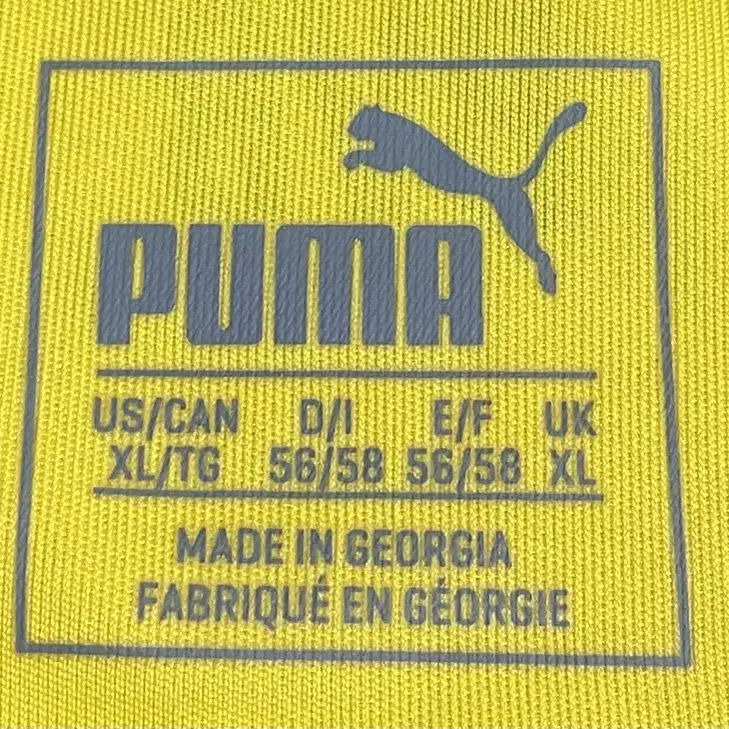 PUMA
US/CAN D/I E/F UK
XL/TG 56/58 56/58 XL
MADE IN GEORGIA
FABRIQUÉ EN GÉORGIE